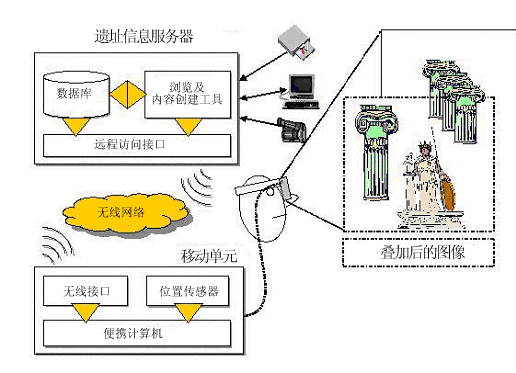 遗址信息服务器
数据库
浏览及
内容创建工具
远程访问接口
无线网络
叠加后的图像
移动单元
无线接口
位置传感器
便携计算机